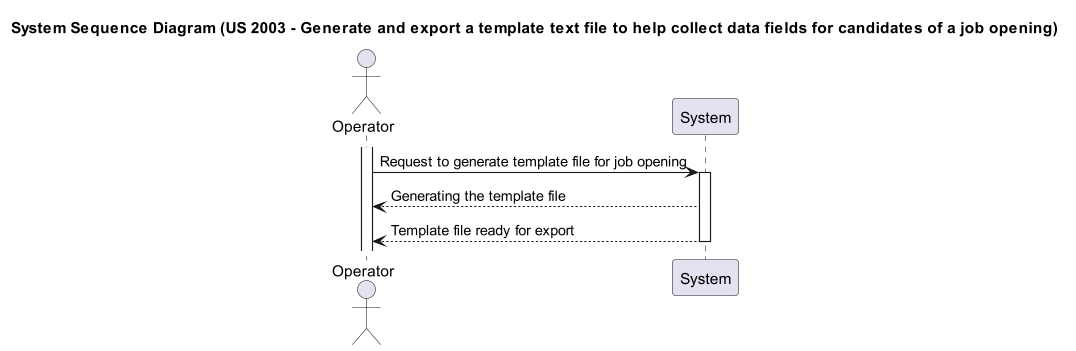 System Sequence Diagram (US 2003 - Generate and export a template text file to help collect data fields for candidates of a job opening)
Operator
System
Request to generate template file for job opening
Generating the template file
Template file ready for export
Operator
System